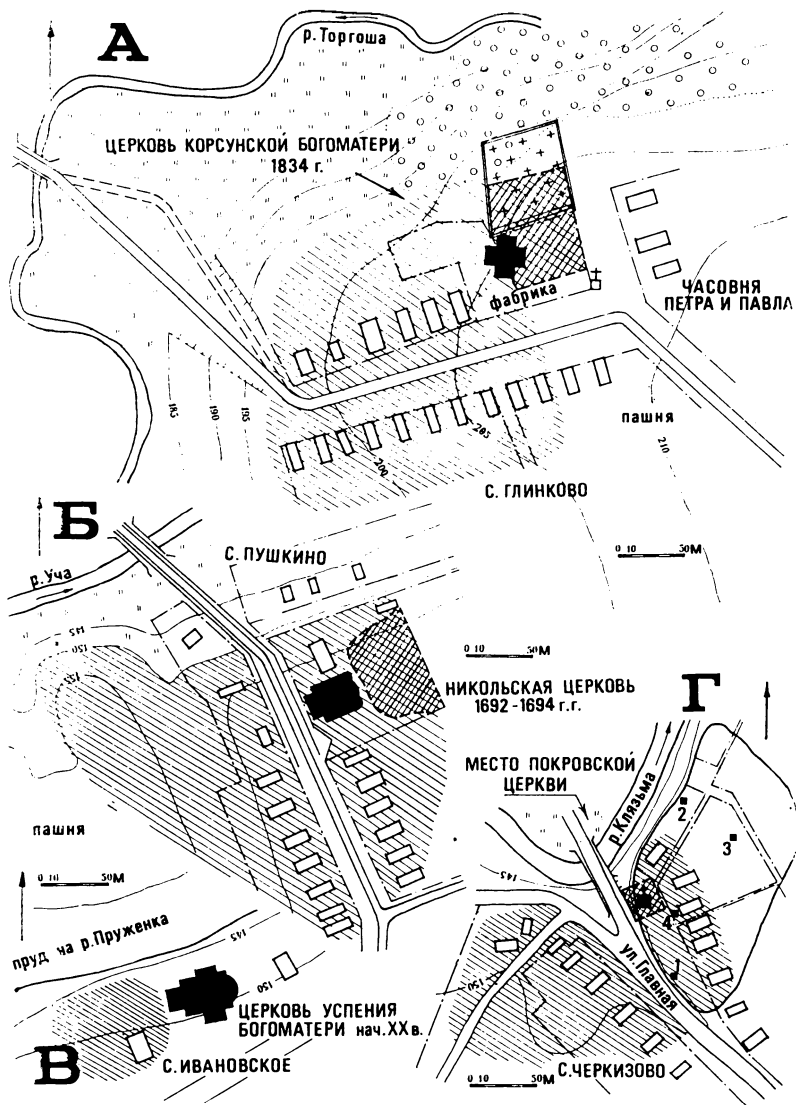 А
р. Торгоша
ЦЕРКОВЬ КОРСУНСКОЙ БОГОМАТЕРИ
1834 г.
фабрика
ЧАСОВНЯ
ПЕТРА И ПАВЛА
185
190
195
200
205
210
пашня
С. ГЛИНКОВО
0 10 50М
Б
р. Уча
С. ПУШКИНО
145
150
155
0 10 50М
НИКОЛЬСКАЯ ЦЕРКОВЬ
1692-1694 г.г.
пашня
0 10 50М
пруд на р. Пруженка
145
150
ЦЕРКОВЬ УСПЕНИЯ
БОГОМАТЕРИ нач. XX в.
В
С. ИВАНОВСКОЕ
Г
МЕСТО ПОКРОВСКОЙ
ЦЕРКВИ
р. Клязьма
2
3
145
4
1
ул. Главная
150
С. ЧЕРКИЗОВО
0 10 50М